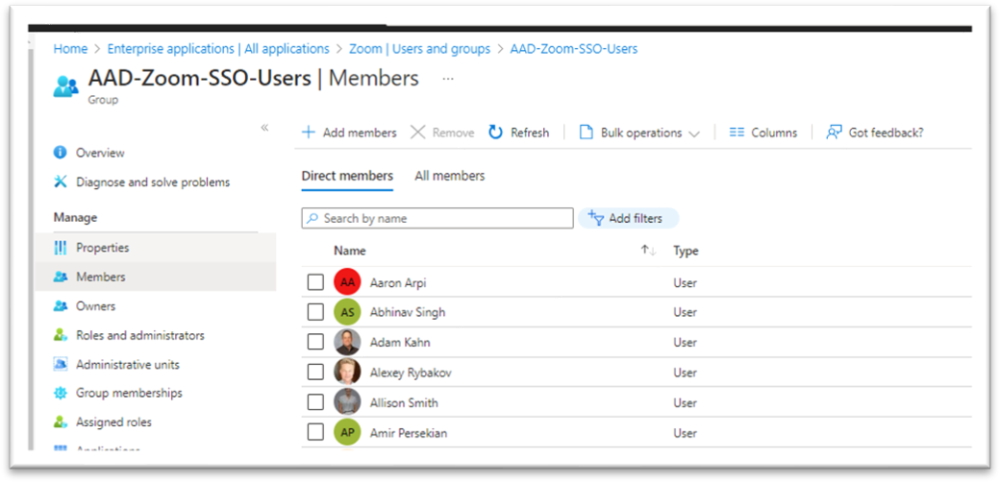 Home > Enterprise applications | All applications > Zoom | Users and groups > AAD-Zoom-SSO-Users
AAD-Zoom-SSO-Users | Members ...
Group
«
Add members Remove Refresh Bulk operations Columns Got feedback?
Overview
Diagnose and solve problems
Manage
Properties
Members
Owners
Roles and administrators
Administrative units
Group memberships
Assigned roles
Applications
Direct members All members
Search by name Add filters
Name Type
AA Aaron Arpi User
AS Abhinav Singh User
Adam Kahn User
Alexey Rybakov User
Allison Smith User
AP Amir Persekian User